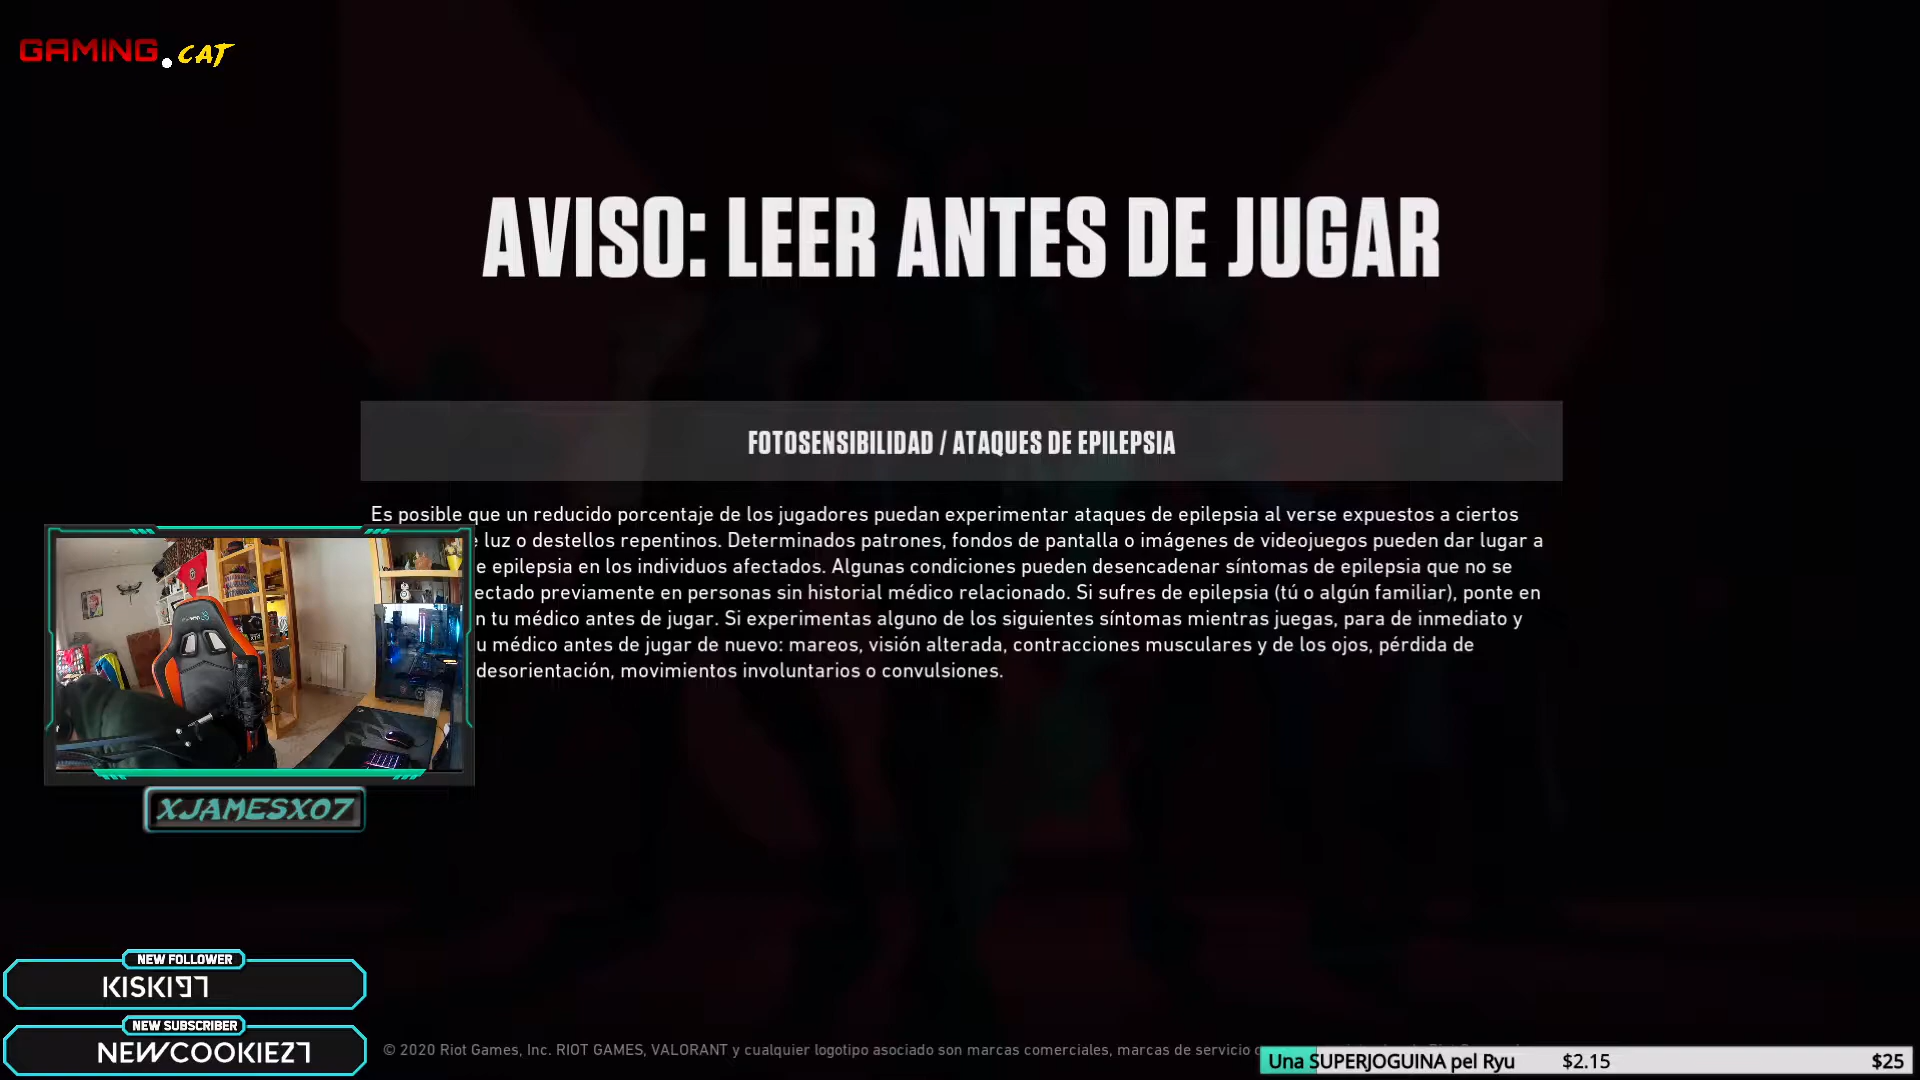 GAMING.CAT
AVISO: LEER ANTES DE JUGAR
FOTOSENSIBILIDAD / ATAQUES DE EPILEPSIA
Es posible que un reducido porcentaje de los jugadores puedan experimentar ataques de epilepsia al verse expuestos a ciertos
luz o destellos repentinos. Determinados patrones, fondos de pantalla o imágenes de videojuegos pueden dar lugar a
e epilepsia en los individuos afectados. Algunas condiciones pueden desencadenar síntomas de epilepsia que no se
ectado previamente en personas sin historial médico relacionado. Si sufres de epilepsia (tú o algún familiar), ponte en
n tu médico antes de jugar. Si experimentas alguno de los siguientes síntomas mientras juegas, para de inmediato y
u médico antes de jugar de nuevo: mareos, visión alterada, contracciones musculares y de los ojos, pérdida de
desorientación, movimientos involuntarios o convulsiones.
XJAMESX07
NEW FOLLOWER
KISKI97
NEW SUBSCRIBER
NEWCOOKIEZ7
© 2020 Riot Games, Inc. RIOT GAMES, VALORANT y cualquier logotipo asociado son marcas comerciales, marcas de servicio
Una SUPERJOGUINA pel Ryu $2.15 $25